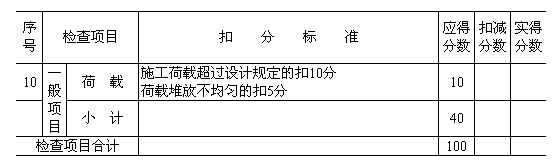 序号 检查项目 扣 分 标 准 应得分数 扣减分数 实得分数
10 一般项目 荷 载 施工荷载超过设计规定的扣10分 10
荷载堆放不均匀的扣5分
小 计 40
检查项目合计 100